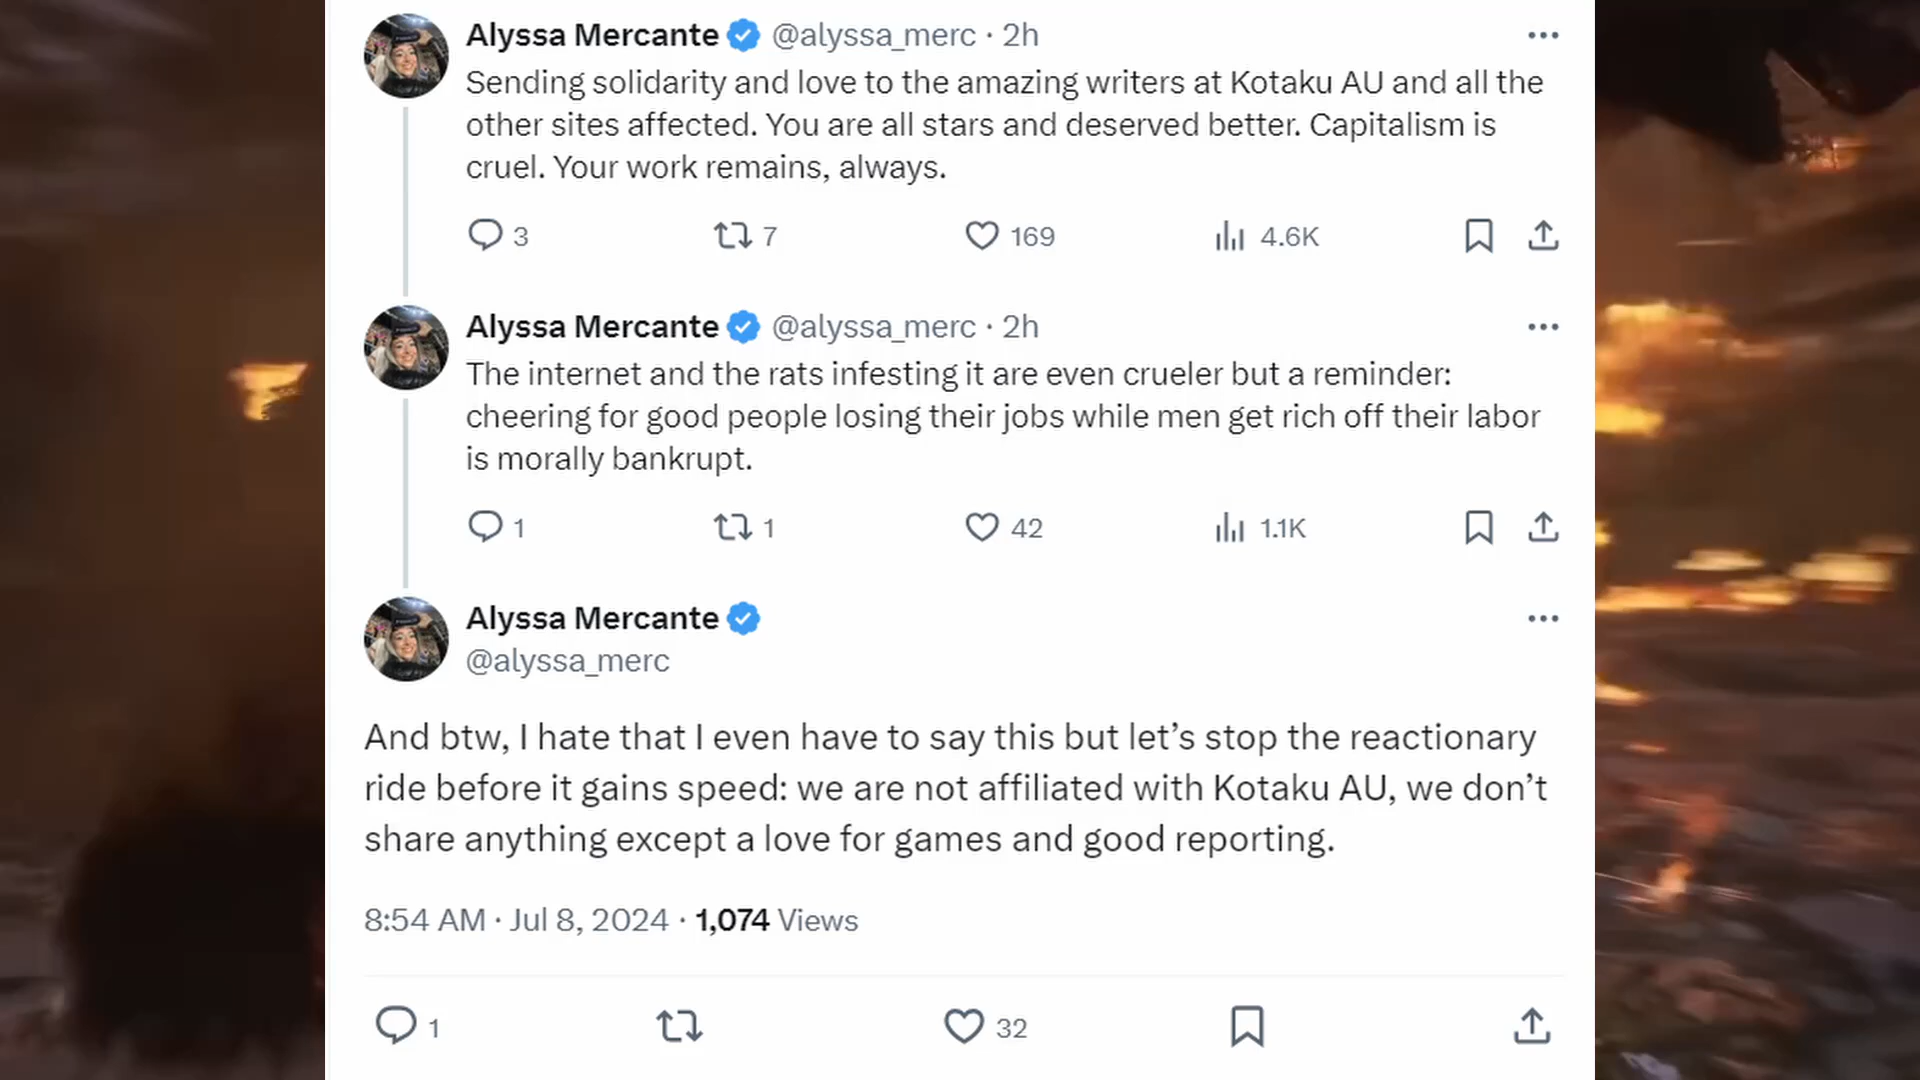 Alyssa Mercante @alyssa_merc · 2h
Sending solidarity and love to the amazing writers at Kotaku AU and all the
other sites affected. You are all stars and deserved better. Capitalism is
cruel. Your work remains, always.
3 7 169 4.6K
Alyssa Mercante @alyssa_merc · 2h
The internet and the rats infesting it are even crueler but a reminder:
cheering for good people losing their jobs while men get rich off their labor
is morally bankrupt.
1 1 42 1.1K
Alyssa Mercante
@alyssa_merc
And btw, I hate that I even have to say this but let’s stop the reactionary
ride before it gains speed: we are not affiliated with Kotaku AU, we don’t
share anything except a love for games and good reporting.
8:54 AM · Jul 8, 2024 · 1,074 Views
1 32